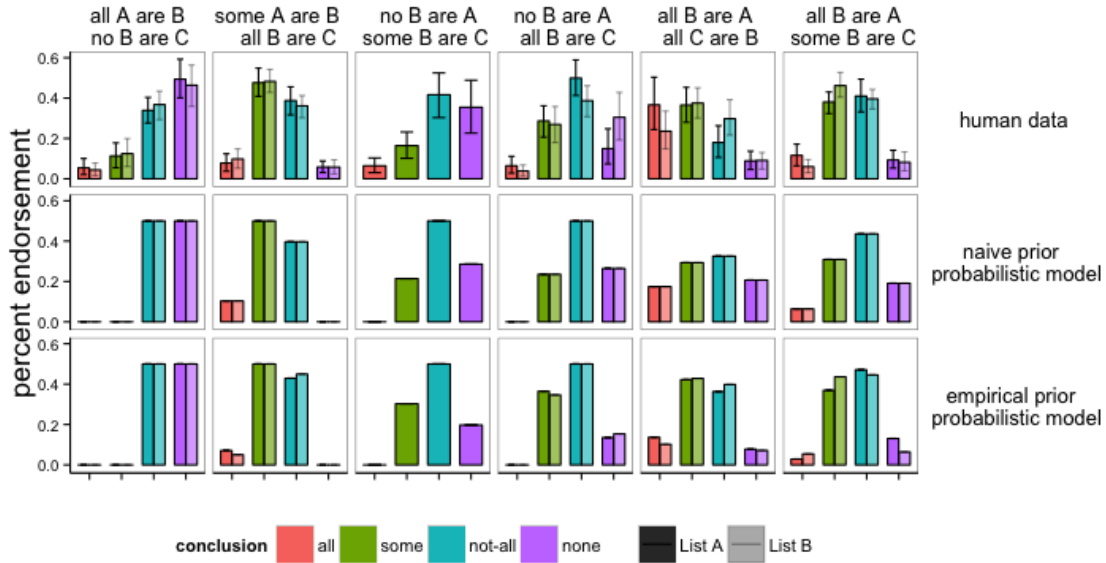 all A are B
no B are C
some A are B
all B are C
no B are A
some B are C
no B are A
all B are C
all B are A
all C are B
all B are A
some B are C
percent endorsement
0.6
0.4
0.2
0.0
human data
0.6
0.4
0.2
0.0
naive prior
probabilistic model
0.6
0.4
0.2
0.0
empirical prior
probabilistic model
conclusion all some not-all none List A List B